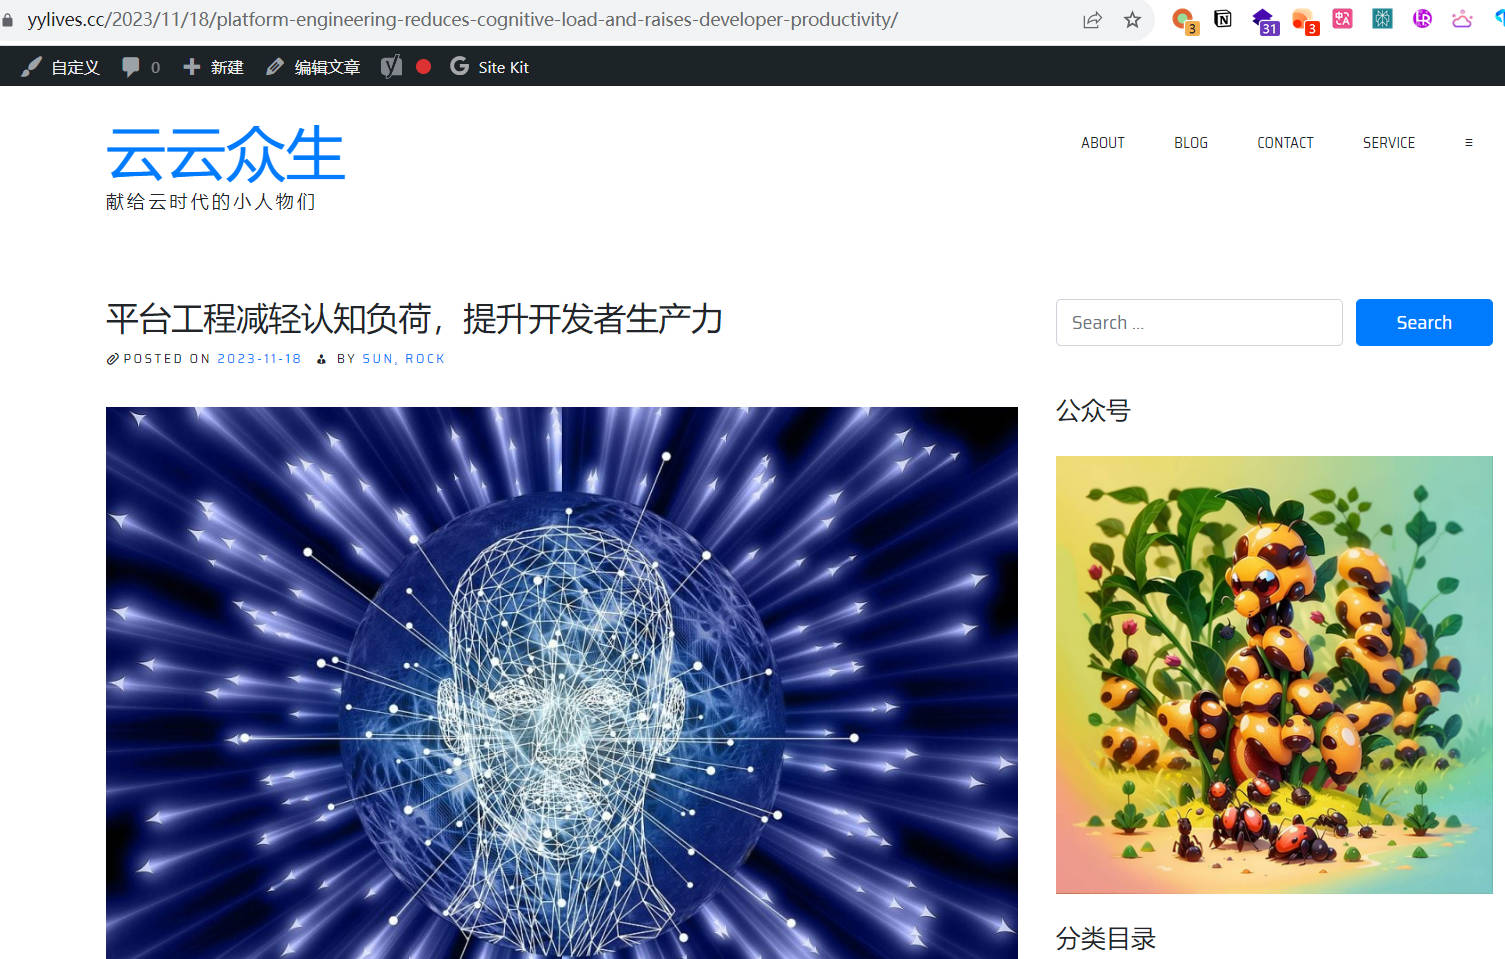 yylives.cc/2023/11/18/platform-engineering-reduces-cognitive-load-and-raises-developer-productivity/
3
31
3
中A
LR
自定义 0 新建 编辑文章 Site Kit
云云众生
献给云时代的小人物们
ABOUT BLOG CONTACT SERVICE
平台工程减轻认知负荷，提升开发者生产力
POSTED ON 2023-11-18 BY SUN, ROCK
Search ...
Search
公众号
分类目录